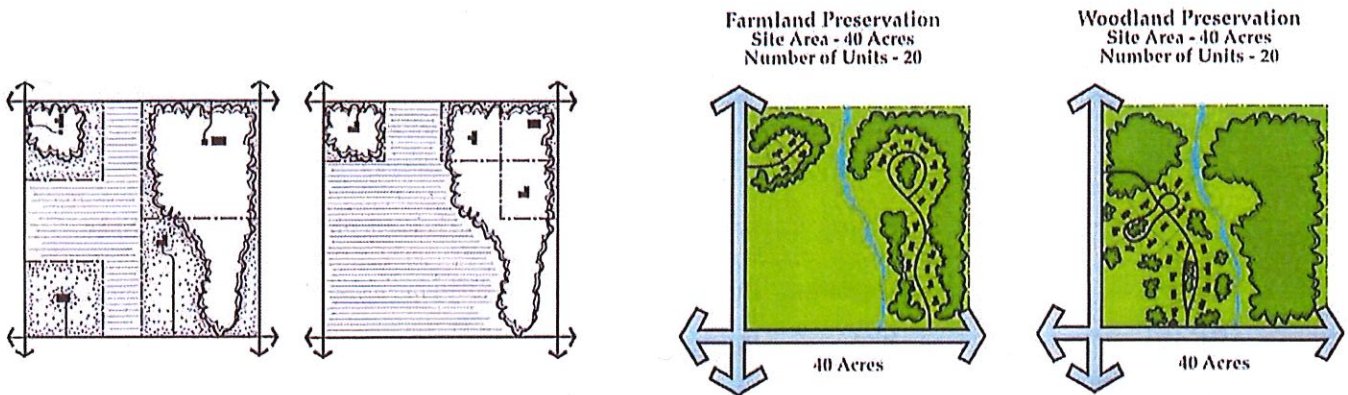 Farmland Preservation
Site Area - 40 Acres
Number of Units - 20
Woodland Preservation
Site Area - 40 Acres
Number of Units - 20
40 Acres
40 Acres